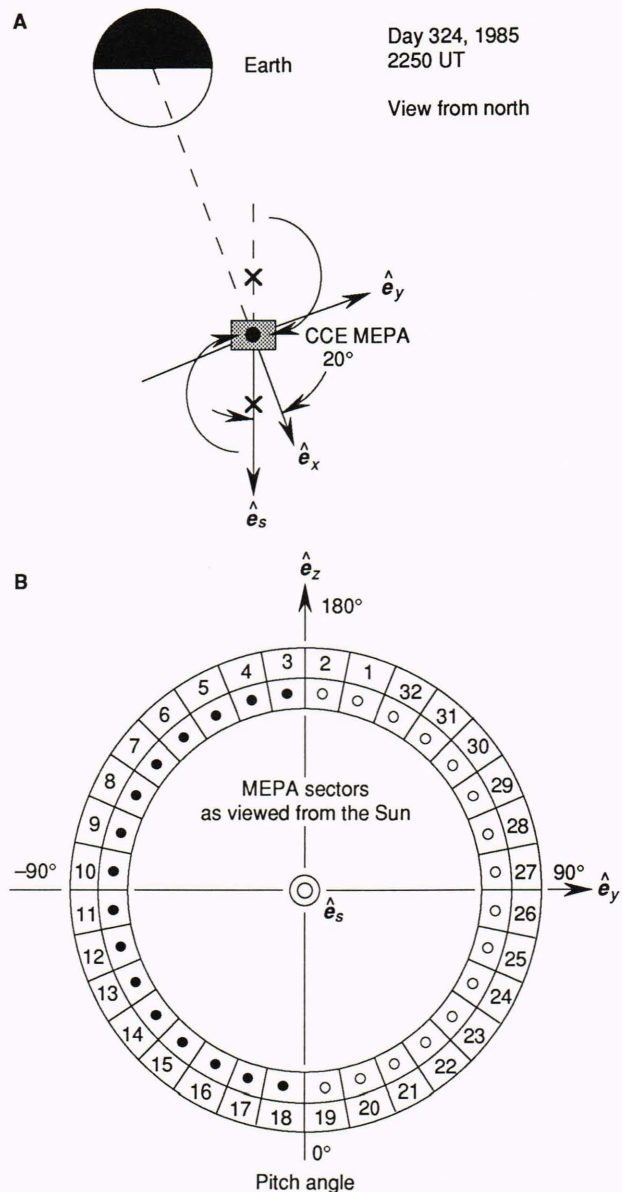 A
Day 324, 1985
2250 UT
Earth
View from north
ê_y
CCE MEPA
20°
ê_x
ê_s
B
ê_z
180°
3 2
4 1
5 32
6 31
7 30
8 29
9 28
10 27
MEPA sectors
as viewed from the Sun
−90° 90° ê_y
ê_s
11 26
12 25
13 24
14 23
15 22
16 21
17 20
18 19
0°
Pitch angle